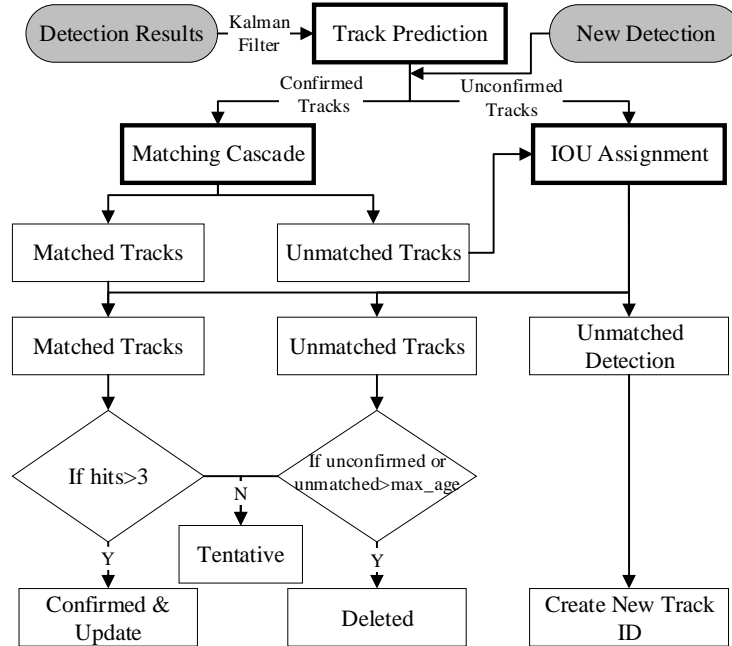 Detection Results
Kalman
Filter
Track Prediction
New Detection
Confirmed
Tracks
Unconfirmed
Tracks
Matching Cascade
IOU Assignment
Matched Tracks
Unmatched Tracks
Matched Tracks
Unmatched Tracks
Unmatched
Detection
If hits>3
If unconfirmed or
unmatched>max_age
N
Tentative
Y
Y
Confirmed &
Update
Deleted
Create New Track
ID